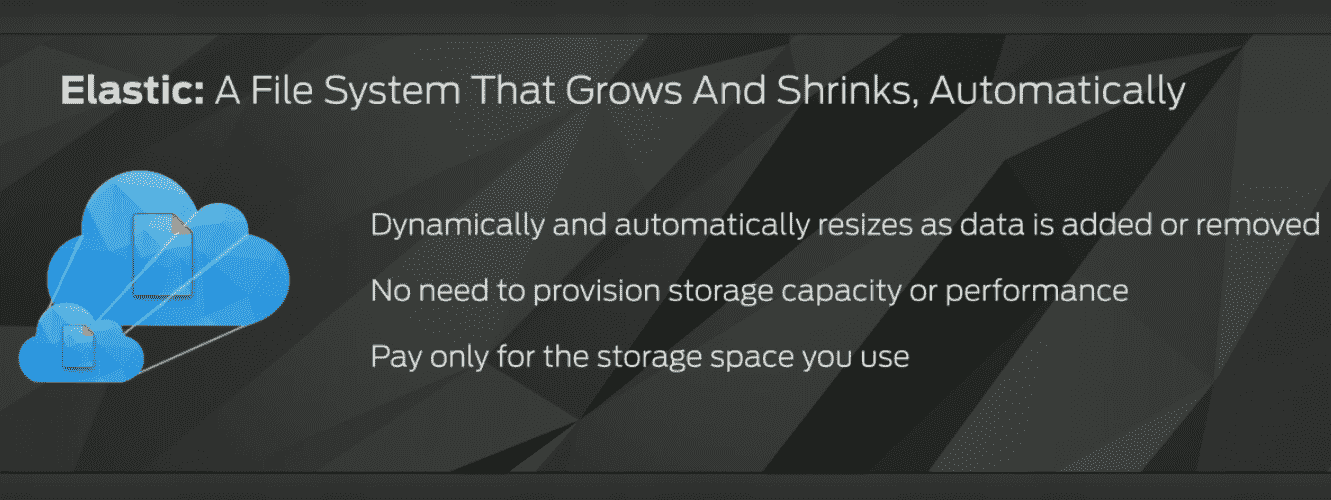 Elastic: A File System That Grows And Shrinks, Automatically
Dynamically and automatically resizes as data is added or removed
No need to provision storage capacity or performance
Pay only for the storage space you use